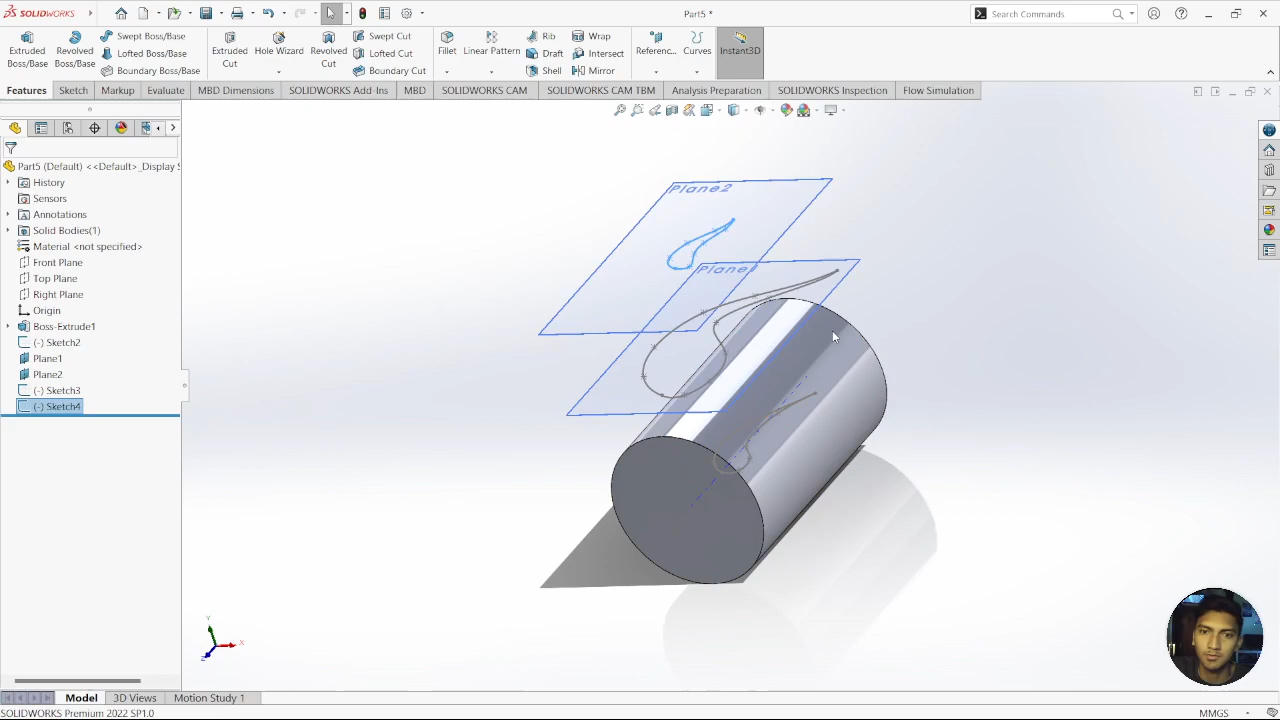 SOLIDWORKS
Part5 *
Search Commands
Extruded Boss/Base
Revolved Boss/Base
Swept Boss/Base
Lofted Boss/Base
Boundary Boss/Base
Extruded Cut
Hole Wizard
Revolved Cut
Swept Cut
Lofted Cut
Boundary Cut
Fillet
Linear Pattern
Rib
Draft
Shell
Wrap
Intersect
Mirror
Referenc...
Curves
Instant3D
Features
Sketch
Markup
Evaluate
MBD Dimensions
SOLIDWORKS Add-Ins
MBD
SOLIDWORKS CAM
SOLIDWORKS CAM TBM
Analysis Preparation
SOLIDWORKS Inspection
Flow Simulation
Part5 (Default) <<Default>_Display S
History
Sensors
Annotations
Solid Bodies(1)
Material <not specified>
Front Plane
Top Plane
Right Plane
Origin
Boss-Extrude1
(-) Sketch2
Plane1
Plane2
(-) Sketch3
(-) Sketch4
Plane2
Plane1
Y
X
Z
Model
3D Views
Motion Study 1
SOLIDWORKS Premium 2022 SP1.0
MMGS